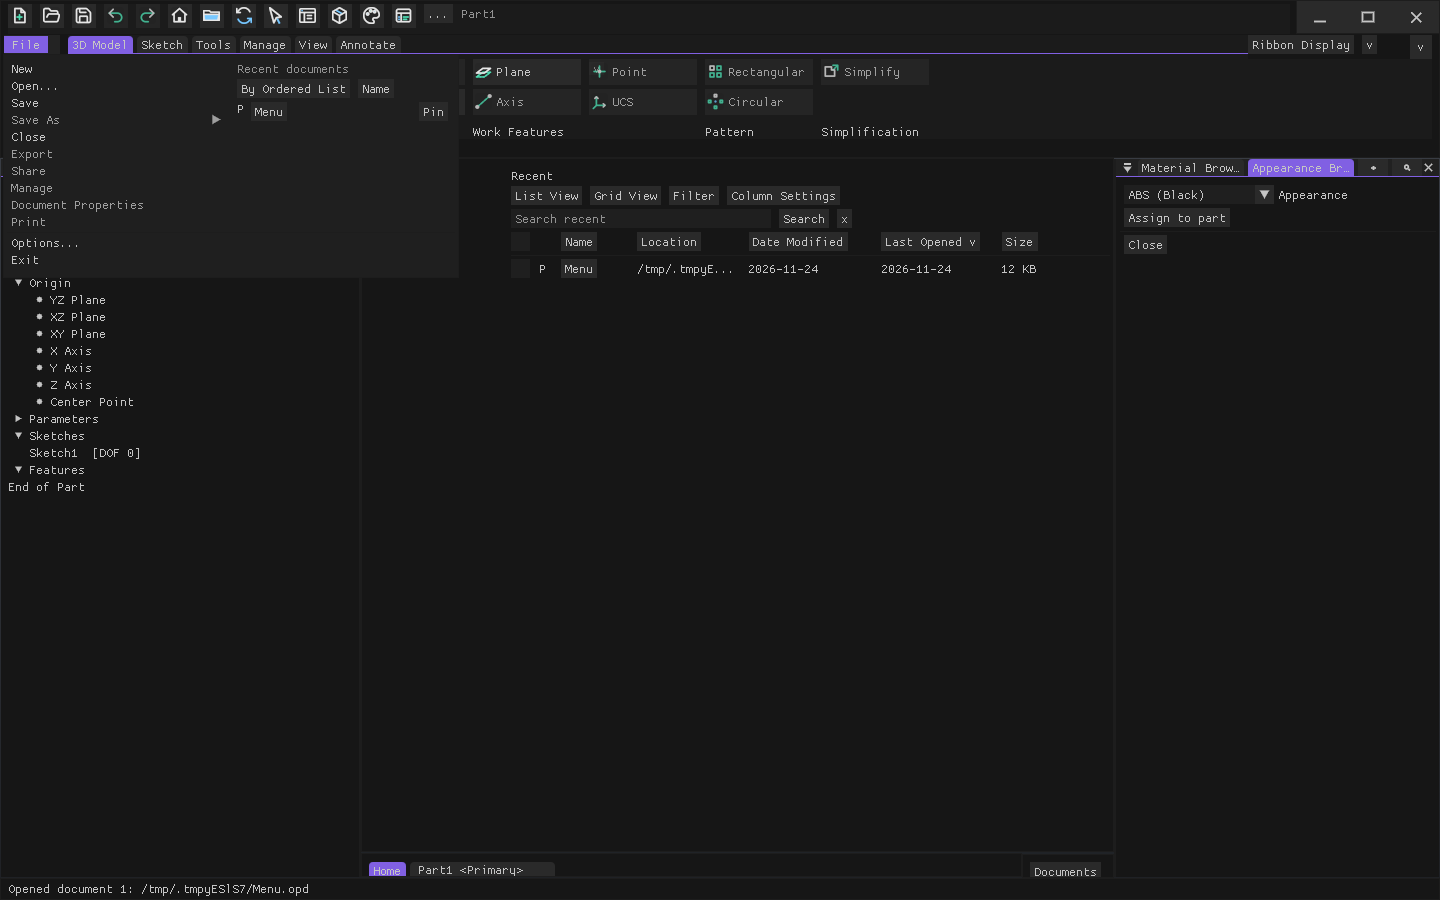 ... Part1
File 3D Model Sketch Tools Manage View Annotate Ribbon Display v v
New
Open...
Save
Save As
Close
Export
Share
Manage
Document Properties
Print
Options...
Exit
Recent documents
By Ordered List Name
P Menu Pin
Plane Point Rectangular Simplify
Axis UCS Circular
Work Features Pattern Simplification
Origin
YZ Plane
XZ Plane
XY Plane
X Axis
Y Axis
Z Axis
Center Point
Parameters
Sketches
Sketch1 [DOF 0]
Features
End of Part
Recent
List View Grid View Filter Column Settings
Search recent Search x
Name Location Date Modified Last Opened v Size
P Menu /tmp/.tmpyE... 2026-11-24 2026-11-24 12 KB
Material Brow... Appearance Br...
ABS (Black) Appearance
Assign to part
Close
Home Part1 <Primary> Documents
Opened document 1: /tmp/.tmpyESlS7/Menu.opd